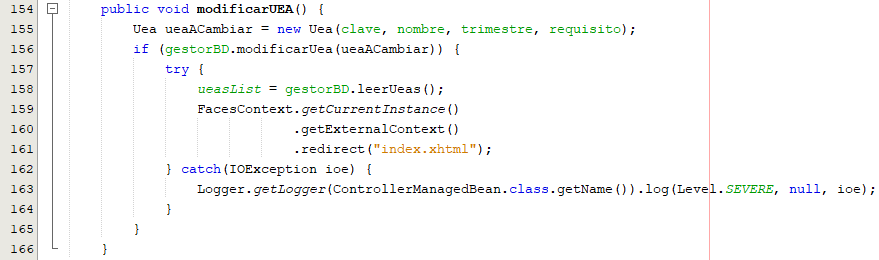 154 public void modificarUEA() {
155 Uea ueaACambiar = new Uea(clave, nombre, trimestre, requisito);
156 if (gestorBD.modificarUea(ueaACambiar)) {
157 try {
158 ueasList = gestorBD.leerUeas();
159 FacesContext.getCurrentInstance()
160 .getExternalContext()
161 .redirect("index.xhtml");
162 } catch(IOException ioe) {
163 Logger.getLogger(ControllerManagedBean.class.getName()).log(Level.SEVERE, null, ioe);
164 }
165 }
166 }